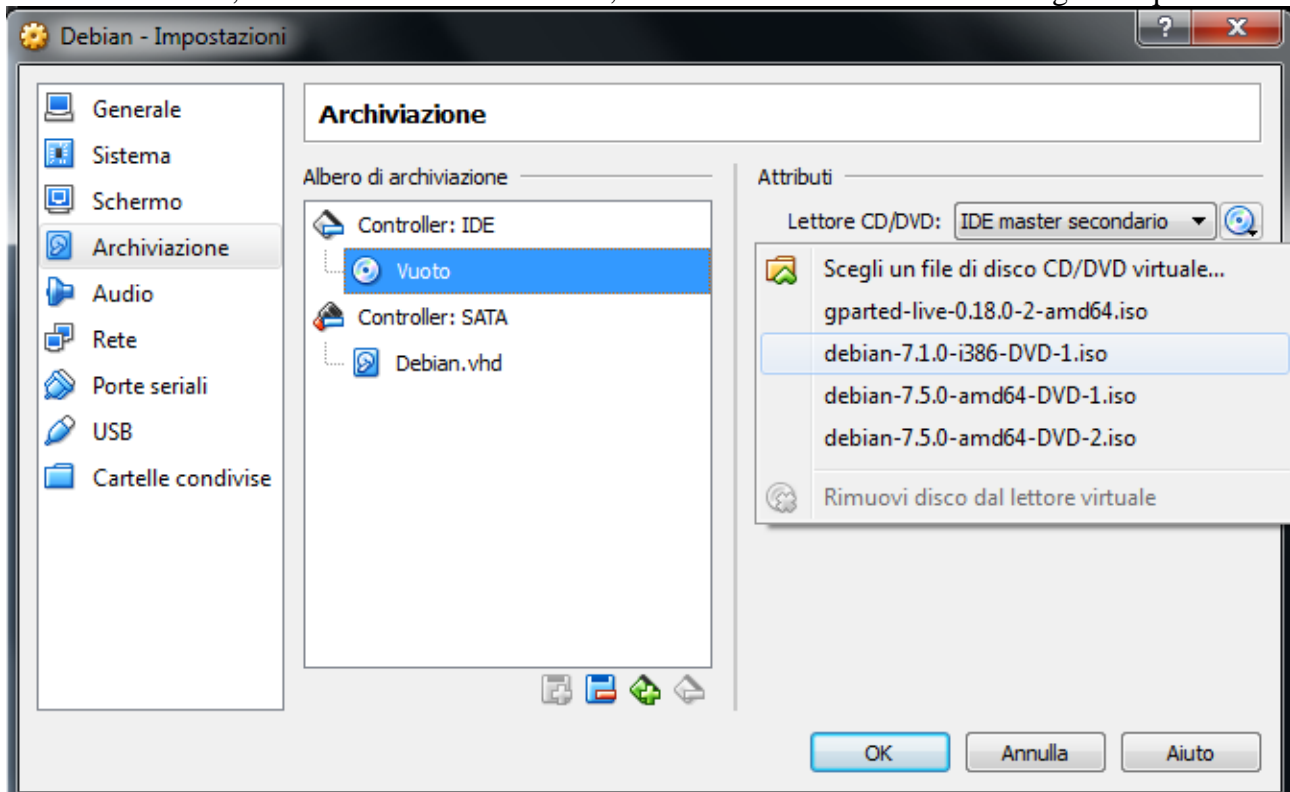 Debian - Impostazioni
?
X
Generale
Sistema
Schermo
Archiviazione
Audio
Rete
Porte seriali
USB
Cartelle condivise
Archiviazione
Albero di archiviazione
Controller: IDE
Vuoto
Controller: SATA
Debian.vhd
Attributi
Lettore CD/DVD: IDE master secondario
Scegli un file di disco CD/DVD virtuale...
gparted-live-0.18.0-2-amd64.iso
debian-7.1.0-i386-DVD-1.iso
debian-7.5.0-amd64-DVD-1.iso
debian-7.5.0-amd64-DVD-2.iso
Rimuovi disco dal lettore virtuale
OK Annulla Aiuto